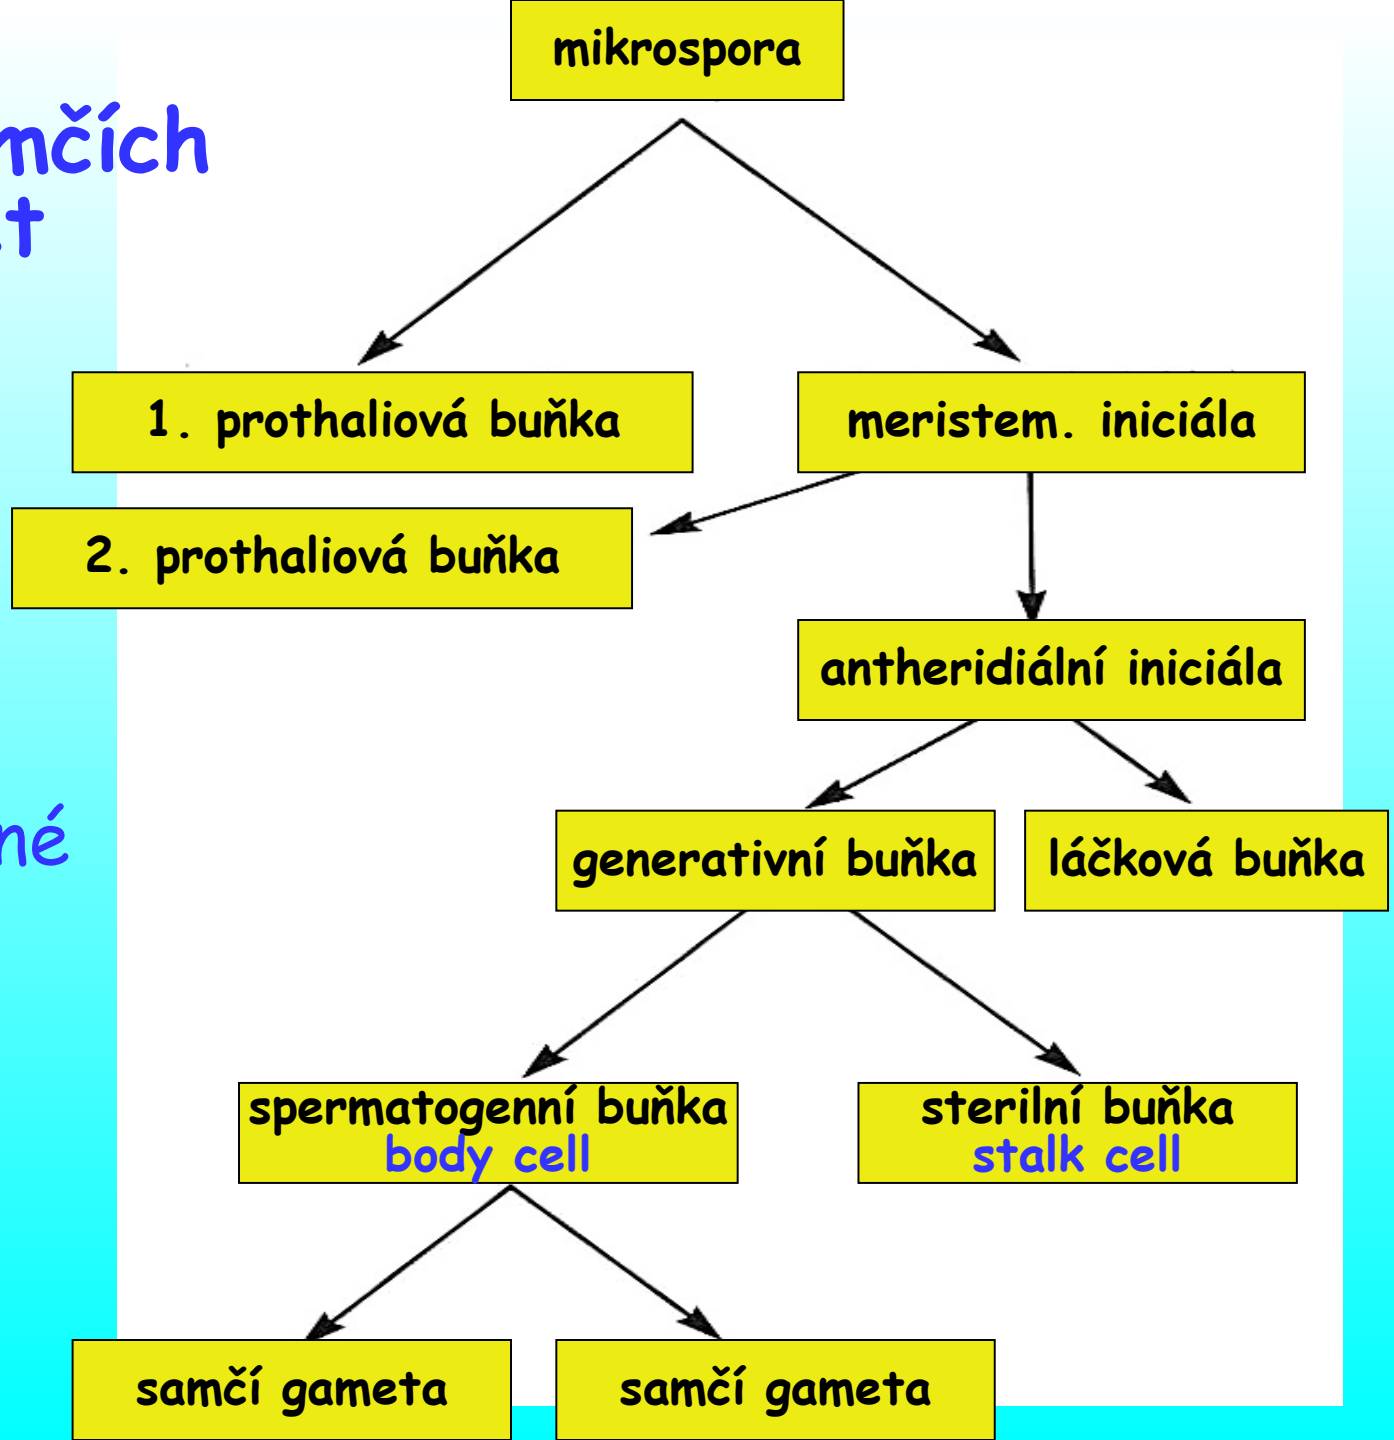 mikrospora
mčích
t
1. prothaliová buňka
meristem. iniciála
2. prothaliová buňka
antheridiální iniciála
né
generativní buňka
láčková buňka
spermatogenní buňka
body cell
sterilní buňka
stalk cell
samčí gameta
samčí gameta